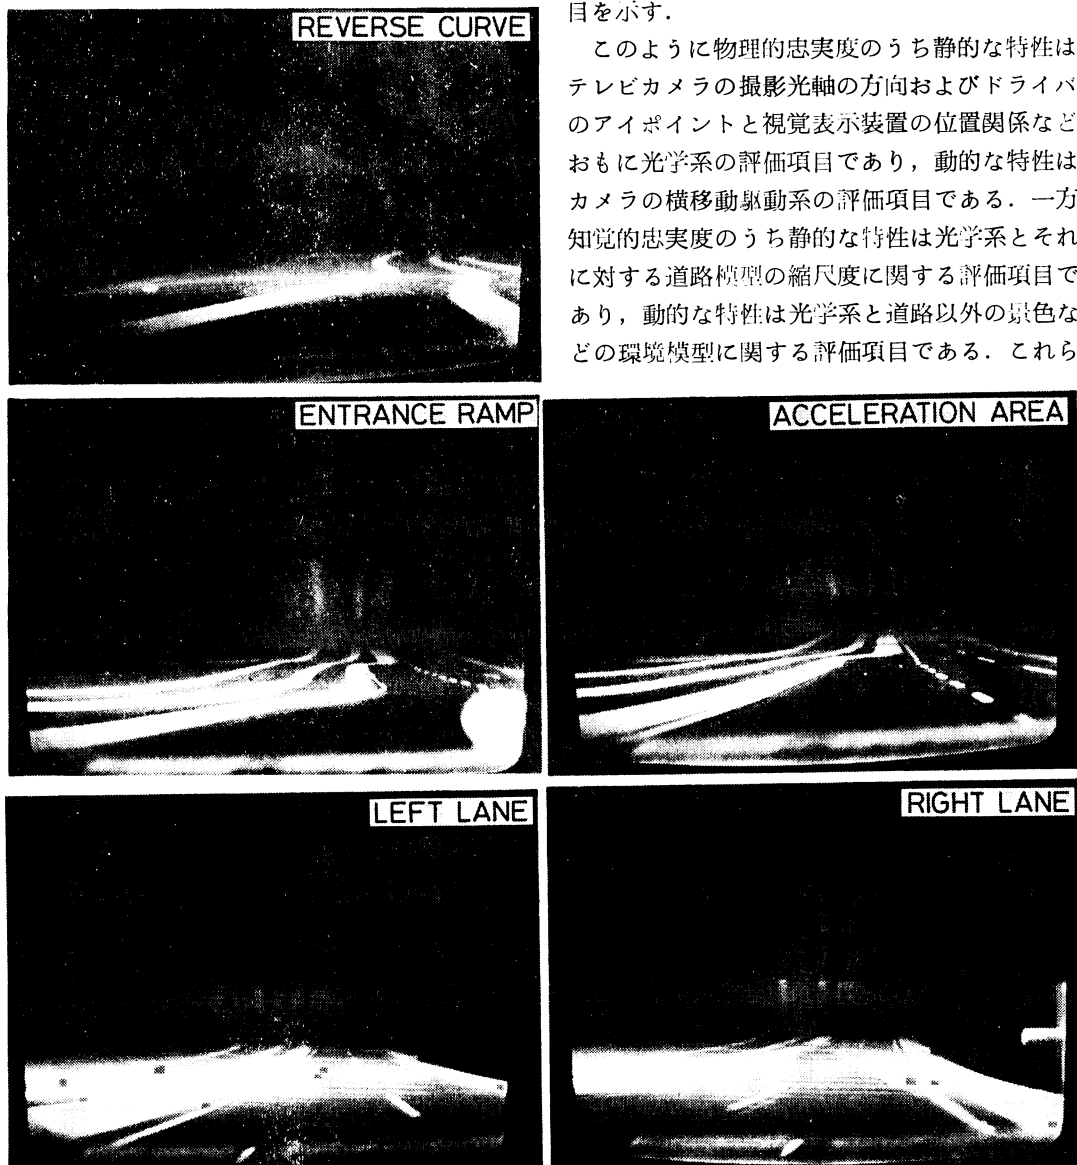 REVERSE CURVE
目を示す．
このように物理的忠実度のうち静的な特性は
テレビカメラの撮影光軸の方向およびドライバ
のアイポイントと視覚表示装置の位置関係など
おもに光学系の評価項目であり，動的な特性は
カメラの横移動駆動系の評価項目である．一方
知覚的忠実度のうち静的な特性は光学系とそれ
に対する道路模型の縮尺度に関する評価項目で
あり，動的な特性は光学系と道路以外の景色な
どの環境模型に関する評価項目である．これら
ENTRANCE RAMP
ACCELERATION AREA
LEFT LANE
RIGHT LANE